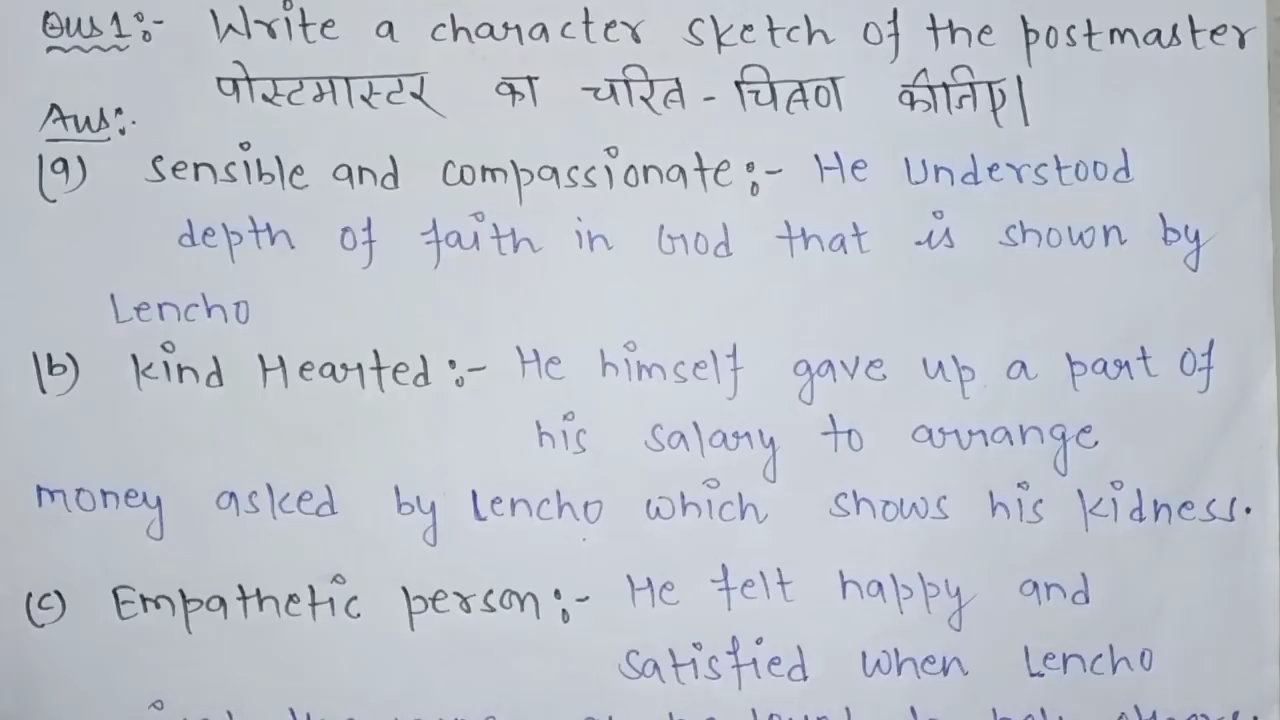 Ques1:- Write a character sketch of the postmaster
पोस्टमास्टर का चरित - चितण कीजिए।
Ans:-
(a) Sensible and compassionate:- He Understood
depth of faith in God that is shown by
Lencho
(b) Kind Hearted:- He himself gave up a part of
his salary to arrange
money asked by Lencho which shows his kidness.
(c) Empathetic person:- He felt happy and
satisfied when Lencho